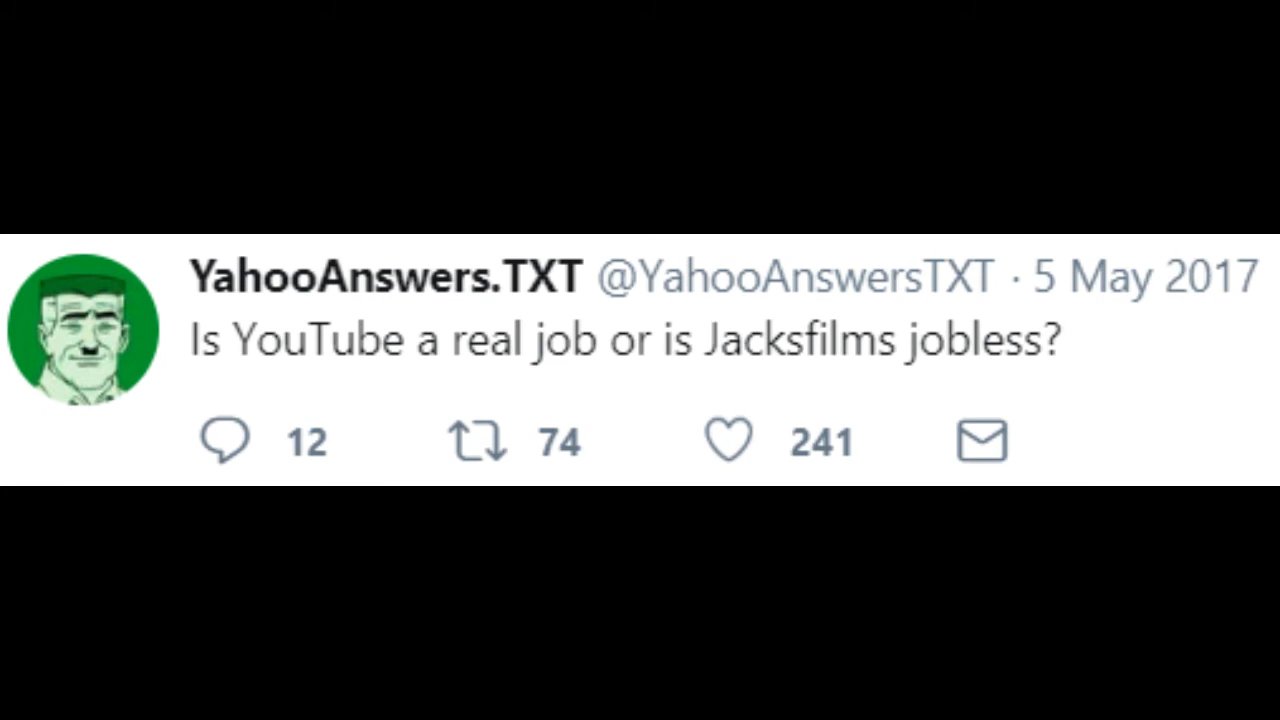 YahooAnswers.TXT @YahooAnswersTXT · 5 May 2017
Is YouTube a real job or is Jacksfilms jobless?
12 74 241